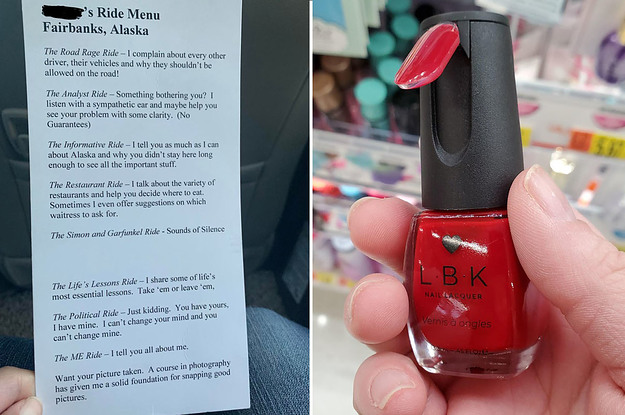 's Ride Menu
Fairbanks, Alaska
The Road Rage Ride – I complain about every other
driver, their vehicles and why they shouldn't be
allowed on the road!
The Analyst Ride – Something bothering you? I
listen with a sympathetic ear and maybe help you
see your problem with some clarity. (No
Guarantees)
The Informative Ride – I tell you as much as I can
about Alaska and why you didn't stay here long
enough to see all the important stuff.
The Restaurant Ride – I talk about the variety of
restaurants and help you decide where to eat.
Sometimes I even offer suggestions on which
waitress to ask for.
The Simon and Garfunkel Ride - Sounds of Silence
The Life's Lessons Ride – I share some of life's
most essential lessons. Take 'em or leave 'em,
The Political Ride – Just kidding. You have yours,
I have mine. I can't change your mind and you
can't change mine.
The ME Ride – I tell you all about me.
Want your picture taken. A course in photography
has given me a solid foundation for snapping good
pictures.
L·B·K
NAIL LACQUER
vernis à ongles